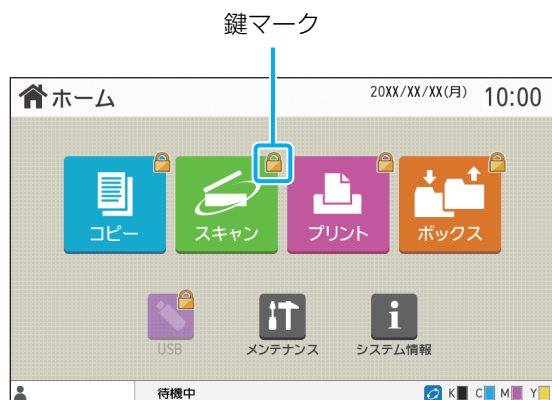 鍵マーク
ホーム
20XX/XX/XX(月) 10:00
コピー スキャン プリント ボックス
USB メンテナンス システム情報
待機中 K C M Y